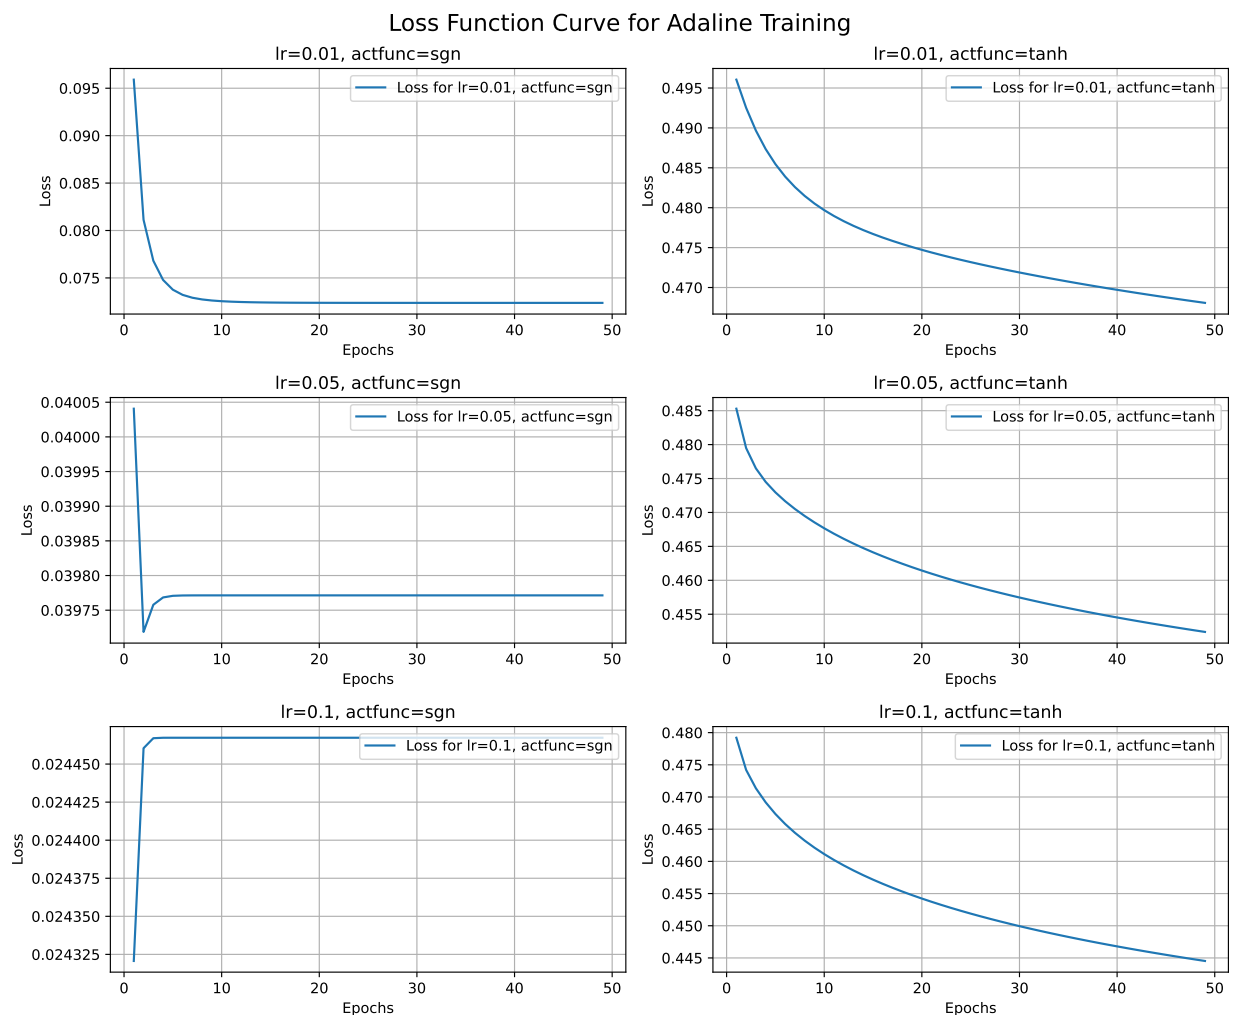 Loss Function Curve for Adaline Training
lr=0.01, actfunc=sgn
Loss for lr=0.01, actfunc=sgn
0.095
0.090
0.085
0.080
0.075
Loss
0 10 20 30 40 50
Epochs
lr=0.01, actfunc=tanh
Loss for lr=0.01, actfunc=tanh
0.495
0.490
0.485
0.480
0.475
0.470
Loss
0 10 20 30 40 50
Epochs
lr=0.05, actfunc=sgn
Loss for lr=0.05, actfunc=sgn
0.04005
0.04000
0.03995
0.03990
0.03985
0.03980
0.03975
Loss
0 10 20 30 40 50
Epochs
lr=0.05, actfunc=tanh
Loss for lr=0.05, actfunc=tanh
0.485
0.480
0.475
0.470
0.465
0.460
0.455
Loss
0 10 20 30 40 50
Epochs
lr=0.1, actfunc=sgn
Loss for lr=0.1, actfunc=sgn
0.024450
0.024425
0.024400
0.024375
0.024350
0.024325
Loss
0 10 20 30 40 50
Epochs
lr=0.1, actfunc=tanh
Loss for lr=0.1, actfunc=tanh
0.480
0.475
0.470
0.465
0.460
0.455
0.450
0.445
Loss
0 10 20 30 40 50
Epochs